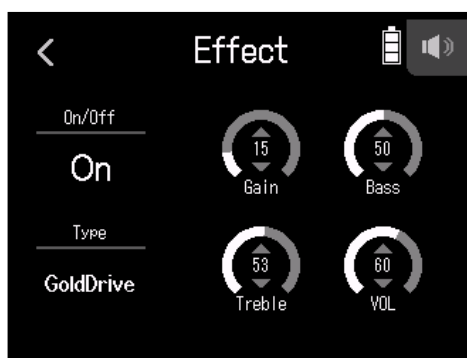 Effect
On/Off
On
Type
GoldDrive
15
Gain
50
Bass
53
Treble
60
VOL